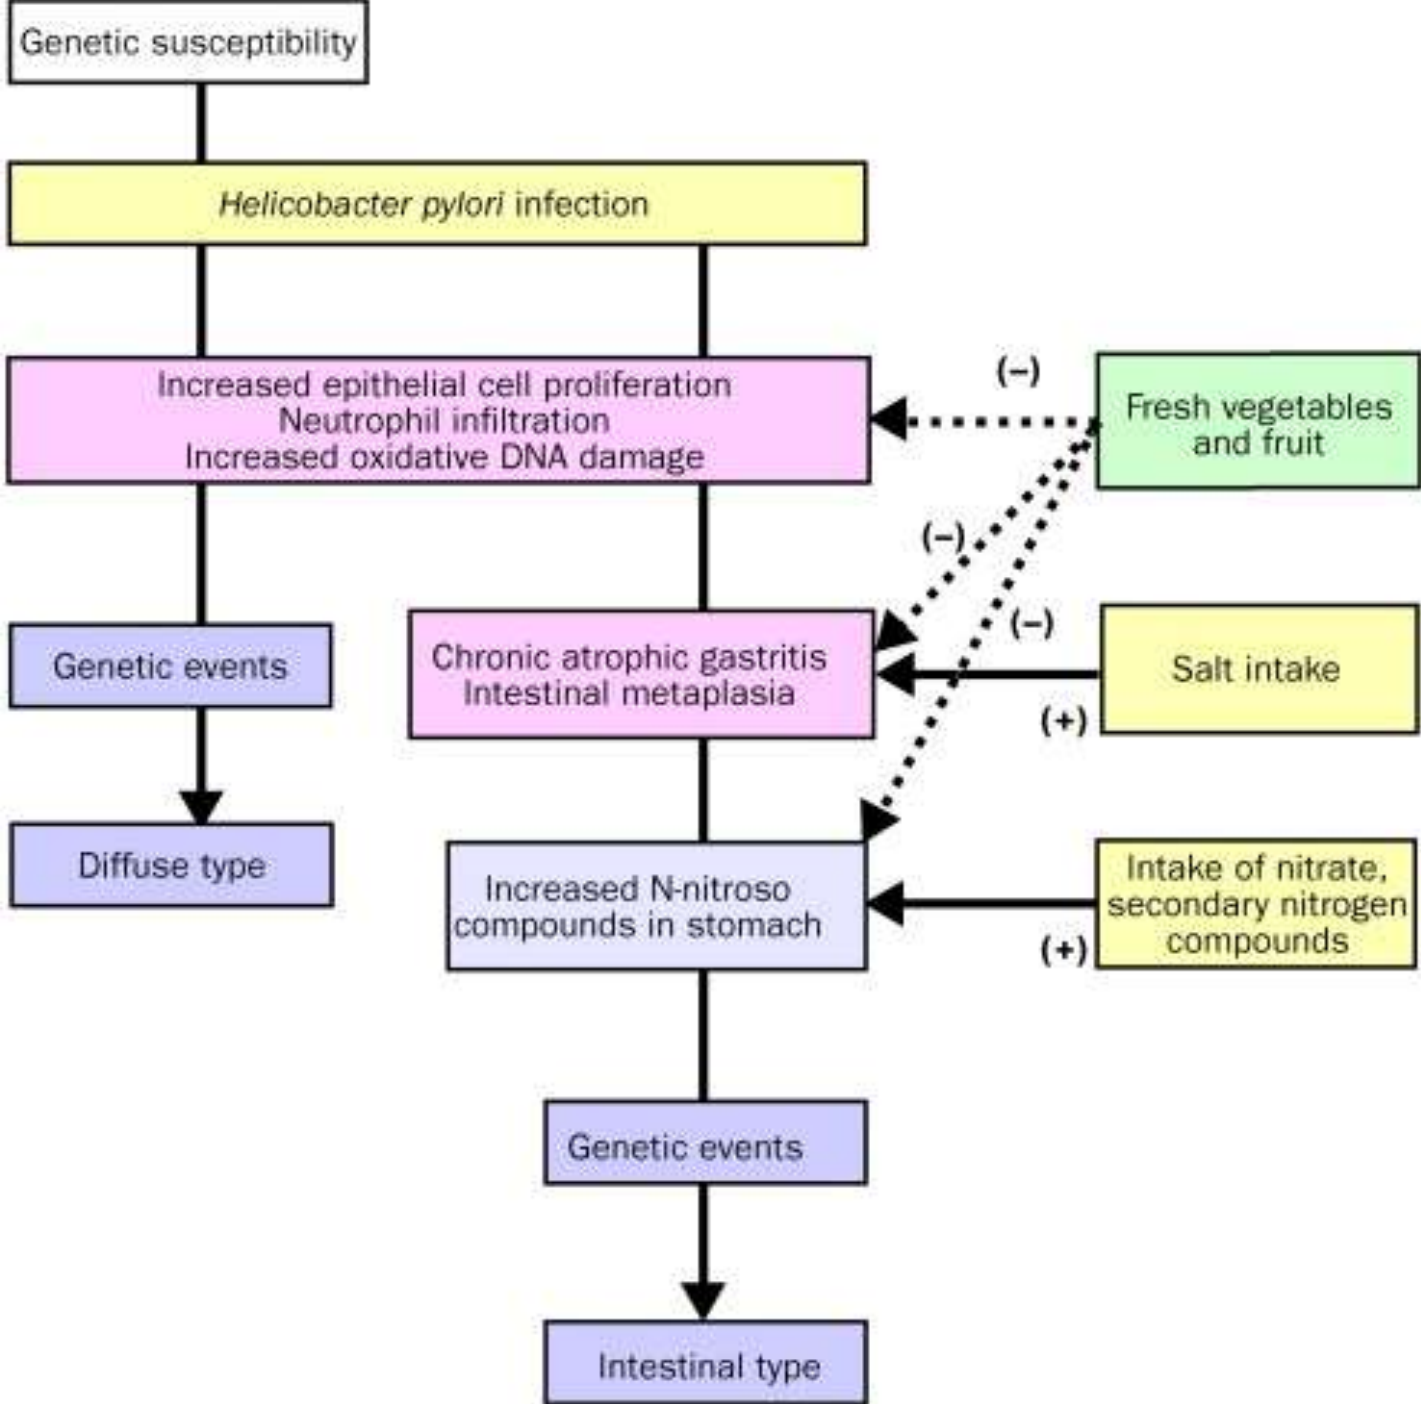 Genetic susceptibility
Helicobacter pylori infection
Increased epithelial cell proliferation
Neutrophil infiltration
Increased oxidative DNA damage
(–)
Fresh vegetables
and fruit
(–)
(–)
Genetic events
Chronic atrophic gastritis
Intestinal metaplasia
Salt intake
(+)
Diffuse type
Increased N-nitroso
compounds in stomach
Intake of nitrate,
secondary nitrogen
compounds
(+)
Genetic events
Intestinal type